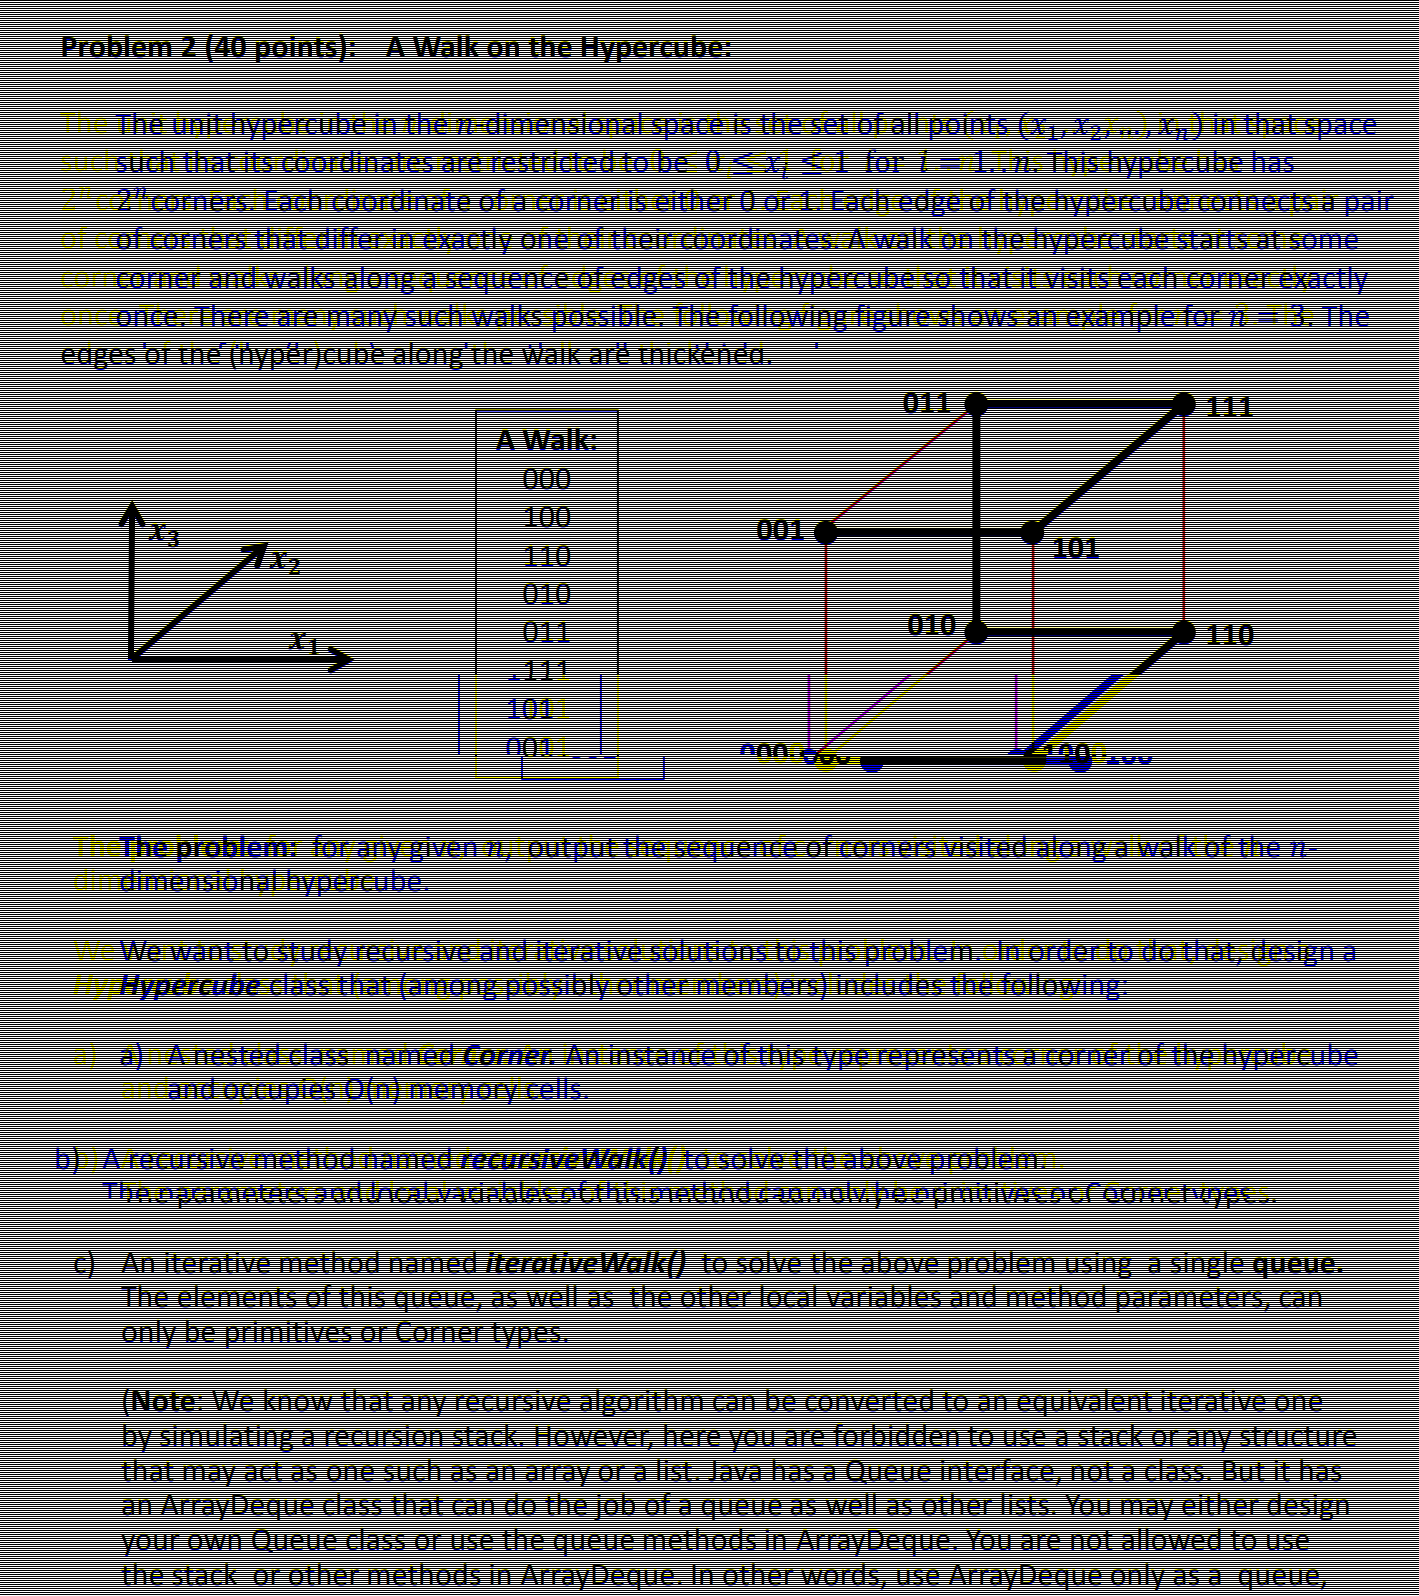 Problem 2 (40 points): A Walk on the Hypercube:
The unit hypercube in the n-dimensional space is the set of all points (x₁, x₂, ..., xₙ) in that space
such that its coordinates are restricted to be 0 ≤ xᵢ ≤ 1 for i = 1..n. This hypercube has
2ⁿcorners. Each coordinate of a corner is either 0 or 1. Each edge of the hypercube connects a pair
of corners that differ in exactly one of their coordinates. A walk on the hypercube starts at some
corner and walks along a sequence of edges of the hypercube so that it visits each corner exactly
once. There are many such walks possible. The following figure shows an example for n = 3. The
edges of the (hyper)cube along the walk are thickened.
x₃
x₂
x₁
A Walk:
000
100
110
010
011
111
101
001
011
111
001
101
010
110
000
100
The problem: for any given n, output the sequence of corners visited along a walk of the n-
dimensional hypercube.
We want to study recursive and iterative solutions to this problem. In order to do that, design a
Hypercube class that (among possibly other members) includes the following:
a) A nested class named Corner. An instance of this type represents a corner of the hypercube
and occupies O(n) memory cells.
b) A recursive method named recursiveWalk() to solve the above problem.
The parameters and local variables of this method can only be primitives or Corner types.
c) An iterative method named iterativeWalk() to solve the above problem using a single queue.
The elements of this queue, as well as the other local variables and method parameters, can
only be primitives or Corner types.
(Note: We know that any recursive algorithm can be converted to an equivalent iterative one
by simulating a recursion stack. However, here you are forbidden to use a stack or any structure
that may act as one such as an array or a list. Java has a Queue interface, not a class. But it has
an ArrayDeque class that can do the job of a queue as well as other lists. You may either design
your own Queue class or use the queue methods in ArrayDeque. You are not allowed to use
the stack or other methods in ArrayDeque. In other words, use ArrayDeque only as a queue,